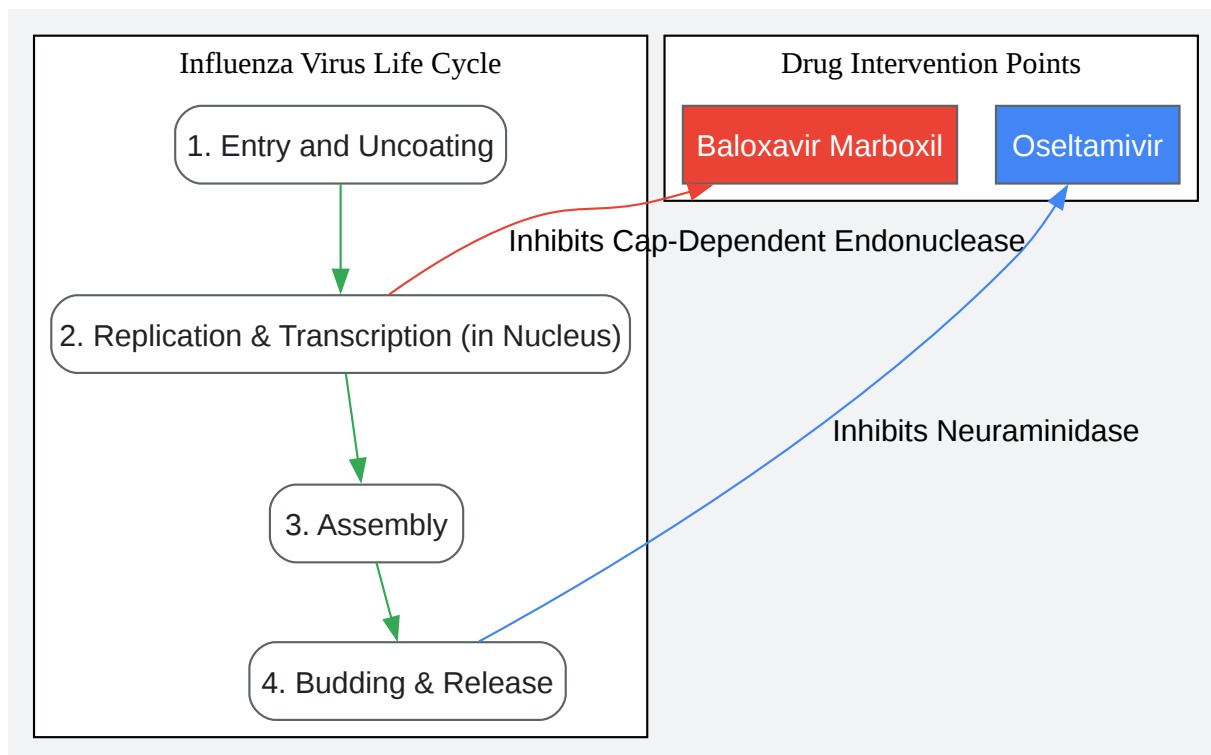 Influenza Virus Life Cycle
1. Entry and Uncoating
2. Replication & Transcription (in Nucleus)
3. Assembly
4. Budding & Release
Drug Intervention Points
Baloxavir Marboxil
Oseltamivir
Inhibits Cap-Dependent Endonuclease
Inhibits Neuraminidase